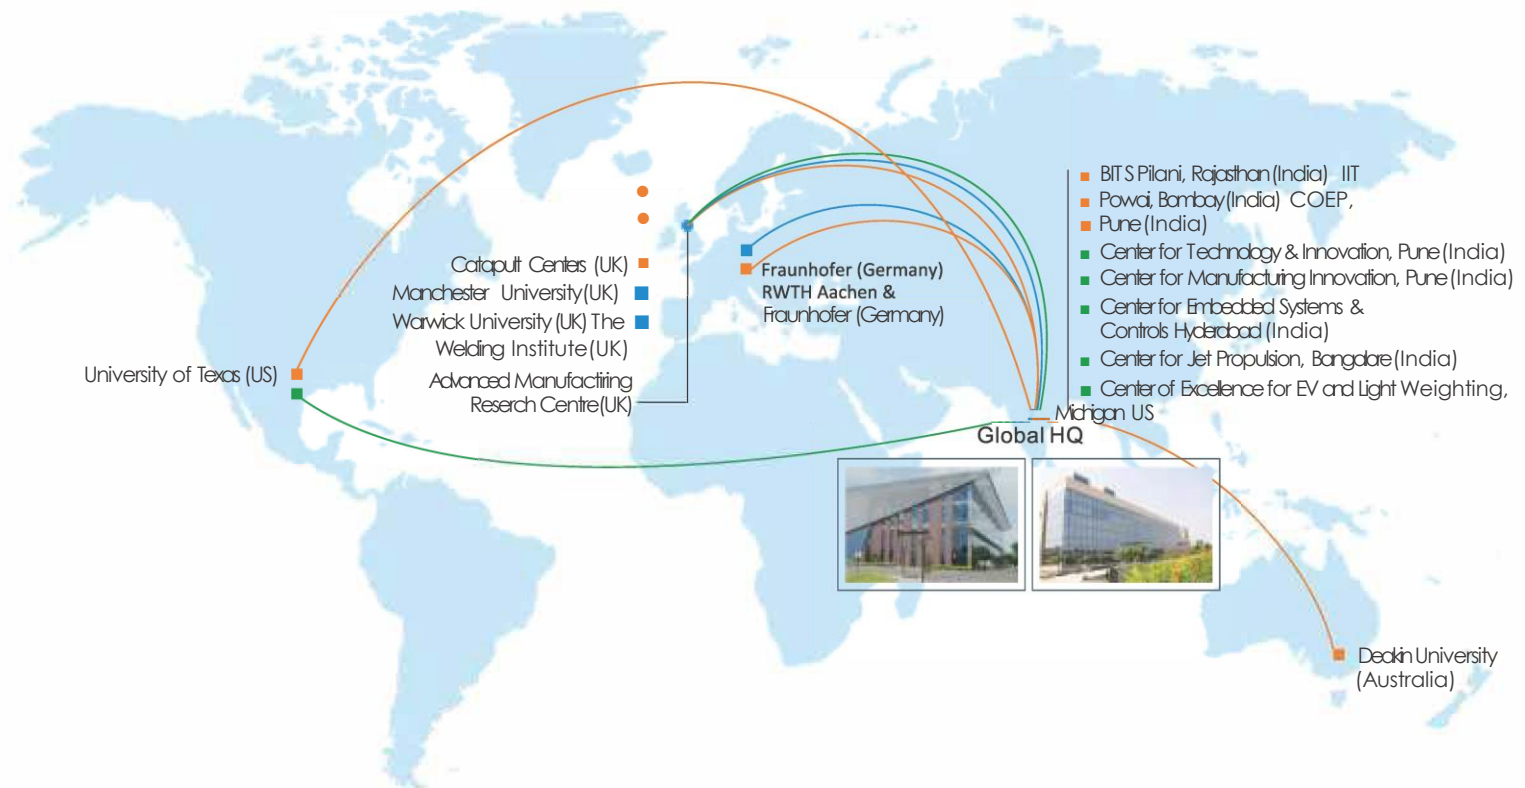 BITS Pilani, Rajasthan (India) IIT
Powai, Bombay (India) COEP,
Pune (India)
Center for Technology & Innovation, Pune (India)
Center for Manufacturing Innovation, Pune (India)
Center for Embedded Systems &
Controls Hyderabad (India)
Center for Jet Propulsion, Bangalore (India)
Center of Excellence for EV and Light Weighting,
Michigan US
Global HQ
Catapult Centers (UK)
Manchester University (UK)
Warwick University (UK) The
Welding Institute (UK)
Advanced Manufactiring
Reserch Centre (UK)
Fraunhofer (Germany)
RWTH Aachen &
Fraunhofer (Germany)
University of Texas (US)
Deakin University
(Australia)